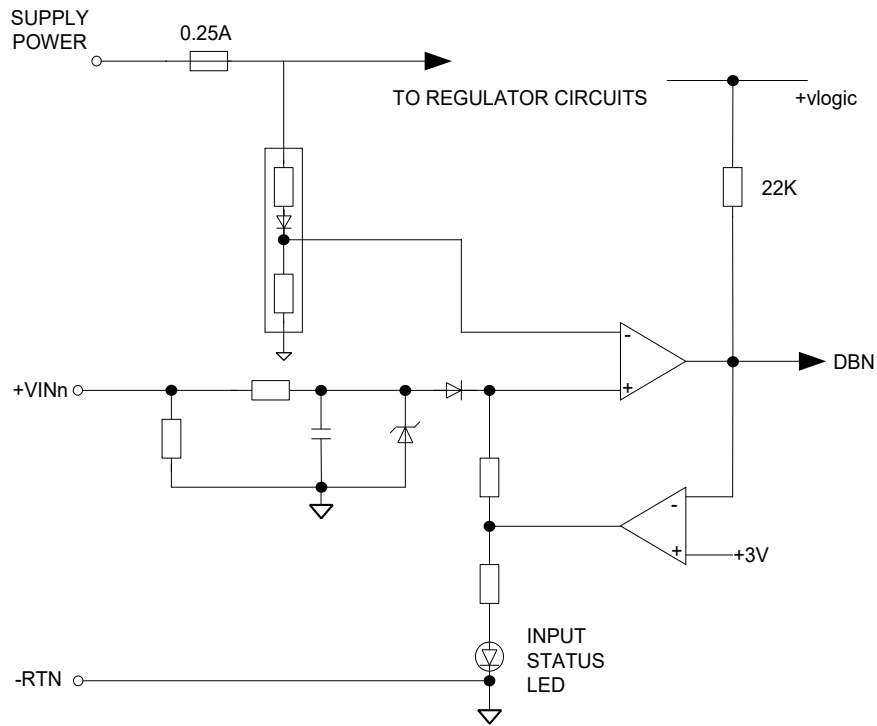 SUPPLY
POWER
0.25A
TO REGULATOR CIRCUITS
+vlogic
22K
-
+
DBN
+VINn
-
+
+3V
INPUT
STATUS
LED
-RTN